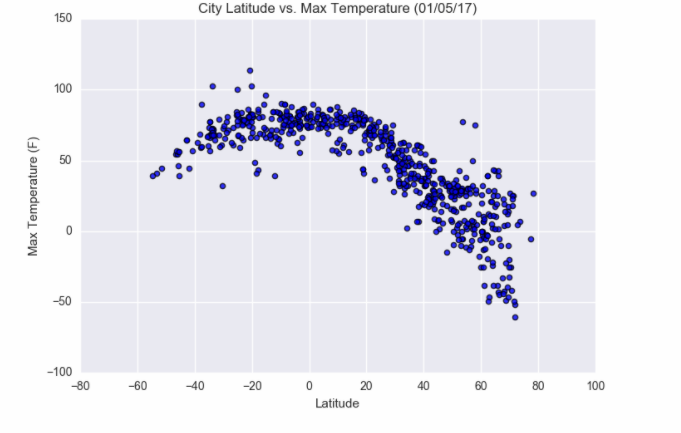 City Latitude vs. Max Temperature (01/05/17)
150
100
50
0
−50
−100
Max Temperature (F)
−80 −60 −40 −20 0 20 40 60 80 100
Latitude